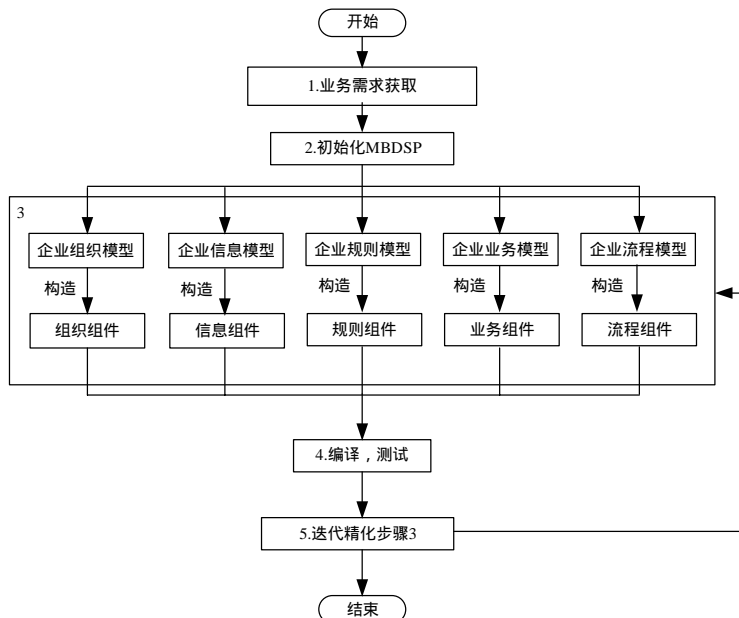 开始
1.业务需求获取
2.初始化MBDSP
3
企业组织模型 企业信息模型 企业规则模型 企业业务模型 企业流程模型
构造 构造 构造 构造 构造
组织组件 信息组件 规则组件 业务组件 流程组件
4.编译，测试
5.迭代精化步骤3
结束